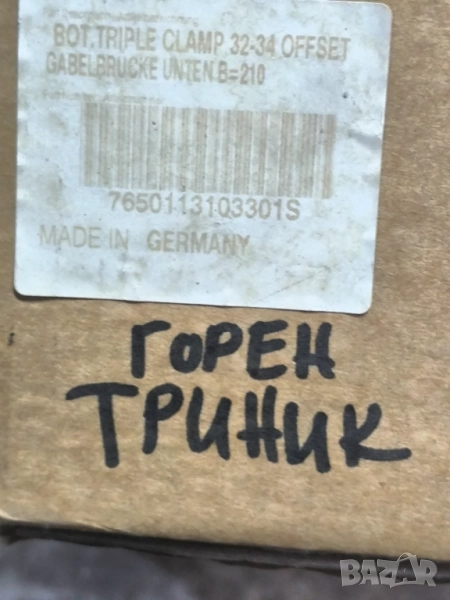 BOT.TRIPLE CLAMP 32-34 OFFSET
GABELBRUCKE UNTEN B=210
7650113103301S
MADE IN GERMANY
ГОРЕН
ТРИНИК
BAZAR